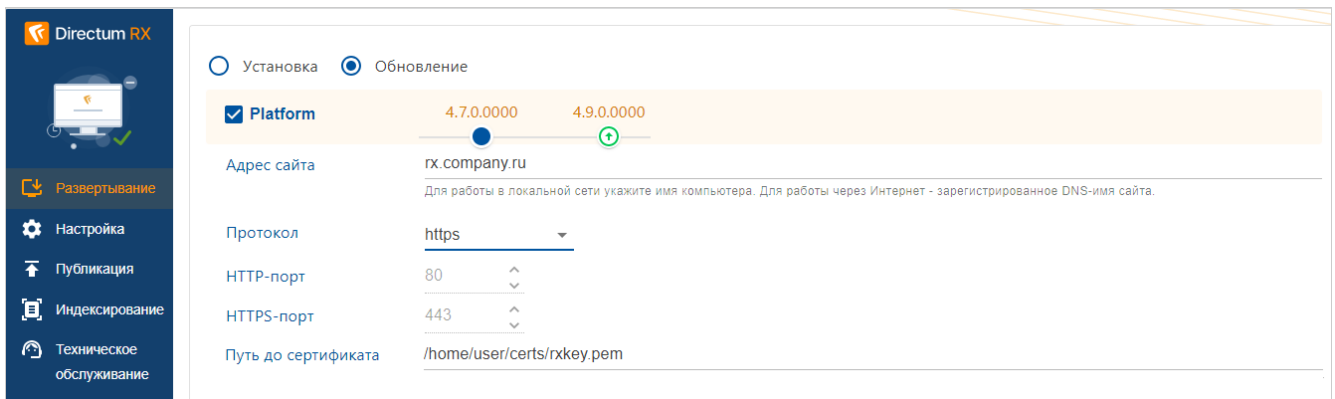 Directum RX
Развертывание
Настройка
Публикация
Индексирование
Техническое
обслуживание
Установка Обновление
Platform 4.7.0.0000 4.9.0.0000
Адрес сайта rx.company.ru
Для работы в локальной сети укажите имя компьютера. Для работы через Интернет - зарегистрированное DNS-имя сайта.
Протокол https
HTTP-порт 80
HTTPS-порт 443
Путь до сертификата /home/user/certs/rxkey.pem